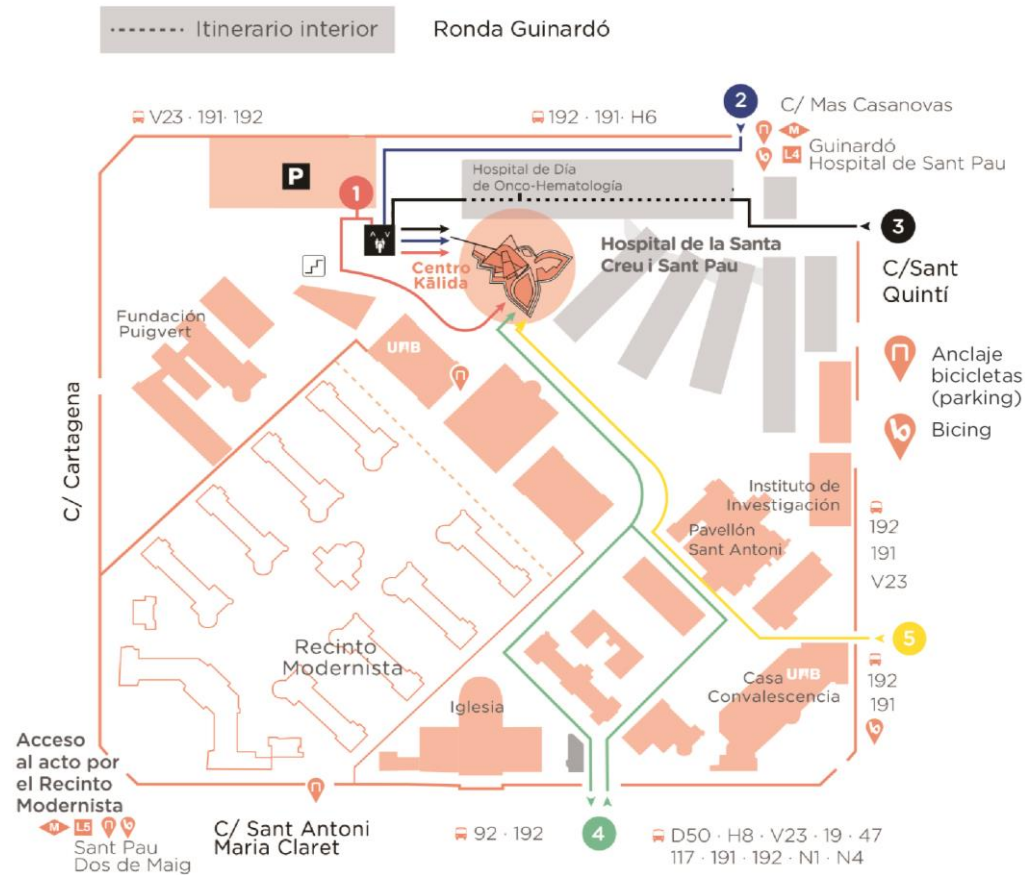 Itinerario interior
Ronda Guinardó
V23 · 191 · 192
192 · 191 · H6
2
C/ Mas Casanovas
M
L4
Guinardó
Hospital de Sant Pau
P
Hospital de Día
de Onco-Hematología
1
A V
3
C/Sant
Quintí
Hospital de la Santa
Creu i Sant Pau
Centro
Kālida
Fundación
Puigvert
UAB
Anclaje
bicicletas
(parking)
Bicing
C/ Cartagena
Instituto de
Investigación
Pavellón
Sant Antoni
192
191
V23
5
Recinto
Modernista
Casa UAB
Convalescencia
192
191
Iglesia
Acceso
al acto por
el Recinto
Modernista
M L5
Sant Pau
Dos de Maig
C/ Sant Antoni
Maria Claret
92 · 192
4
D50 · H8 · V23 · 19 · 47
117 · 191 · 192 · N1 · N4